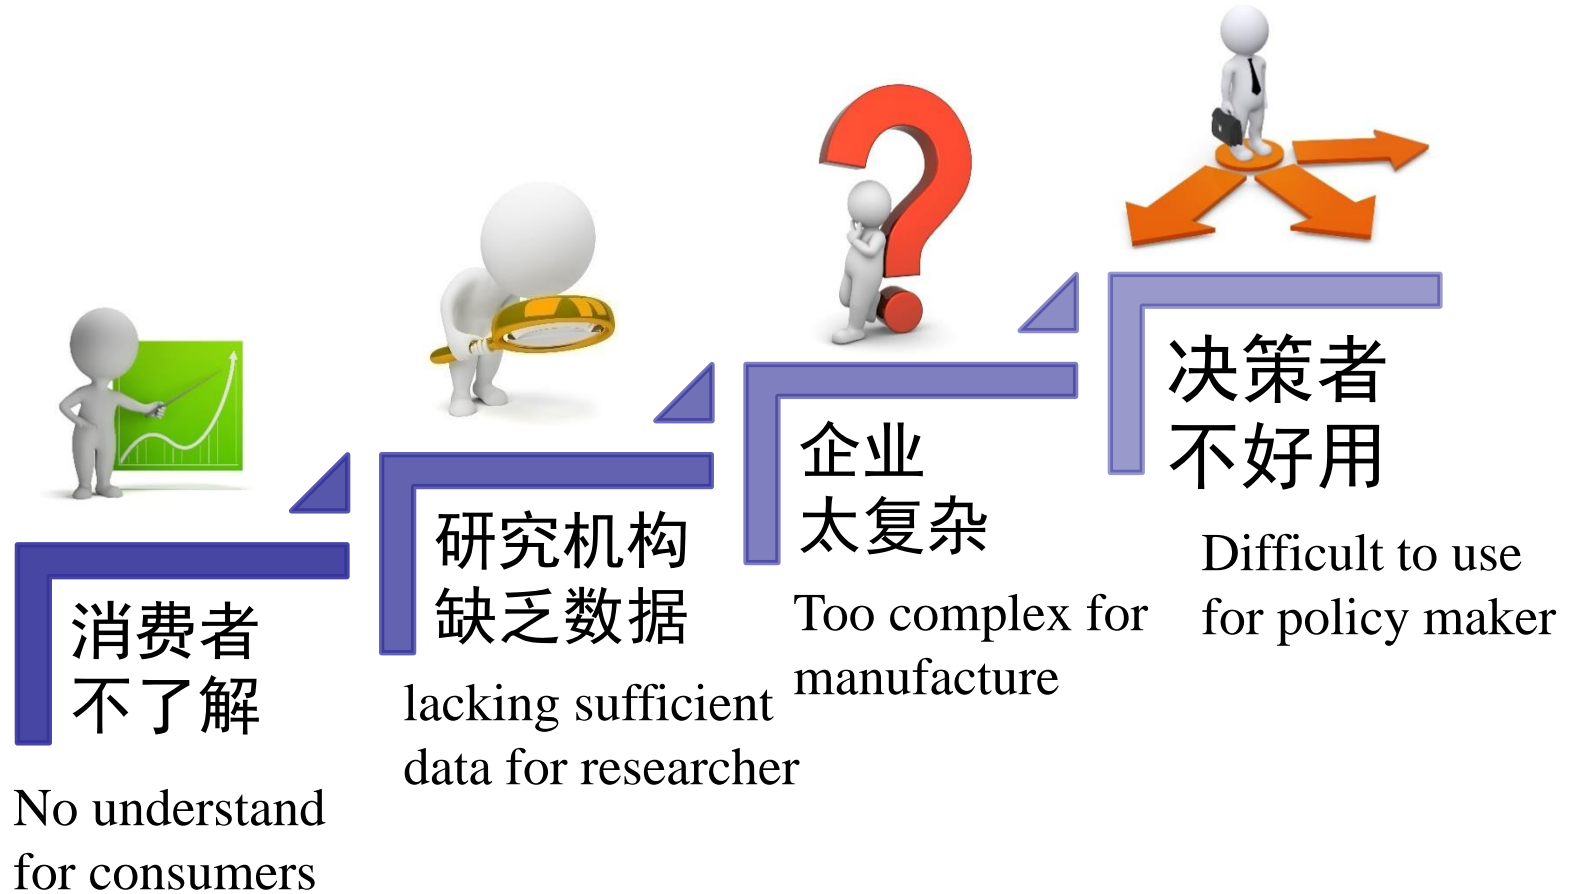 消费者
不了解
No understand
for consumers
研究机构
缺乏数据
lacking sufficient
data for researcher
企业
太复杂
Too complex for
manufacture
决策者
不好用
Difficult to use
for policy maker